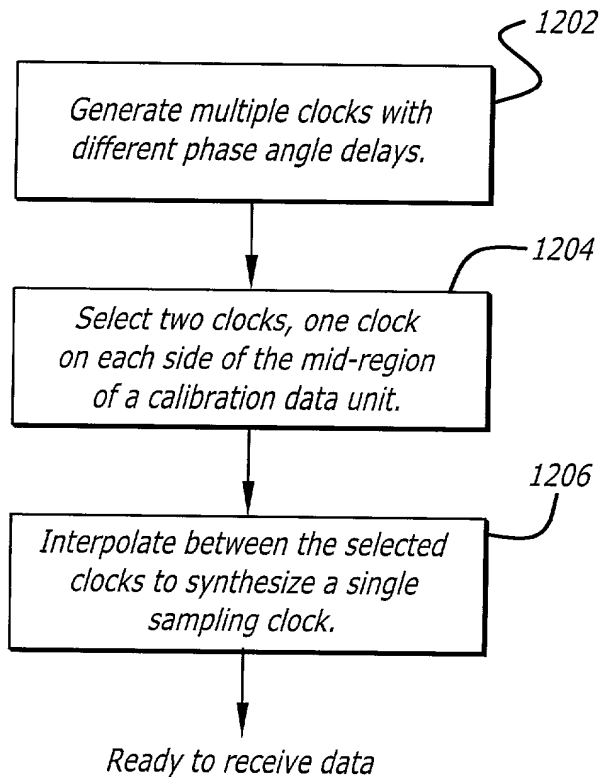 1202
Generate multiple clocks with
different phase angle delays.
1204
Select two clocks, one clock
on each side of the mid-region
of a calibration data unit.
1206
Interpolate between the selected
clocks to synthesize a single
sampling clock.
Ready to receive data